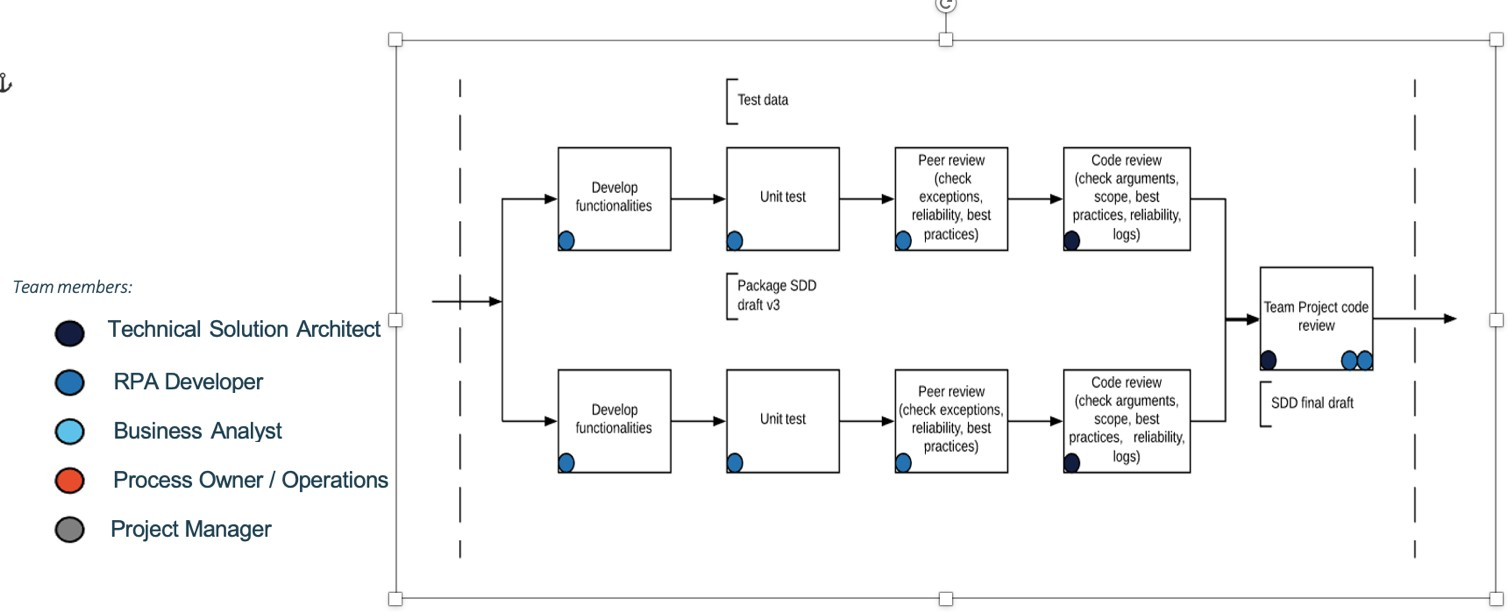 Team members:
Technical Solution Architect
RPA Developer
Business Analyst
Process Owner / Operations
Project Manager
Test data
Develop
functionalities
Unit test
Peer review
(check
exceptions,
reliability, best
practices)
Code review
(check arguments,
scope, best
practices, reliability,
logs)
Package SDD
draft v3
Develop
functionalities
Unit test
Peer review
(check exceptions,
reliability, best
practices)
Code review
(check arguments,
scope, best
practices, reliability,
logs)
Team Project code
review
SDD final draft